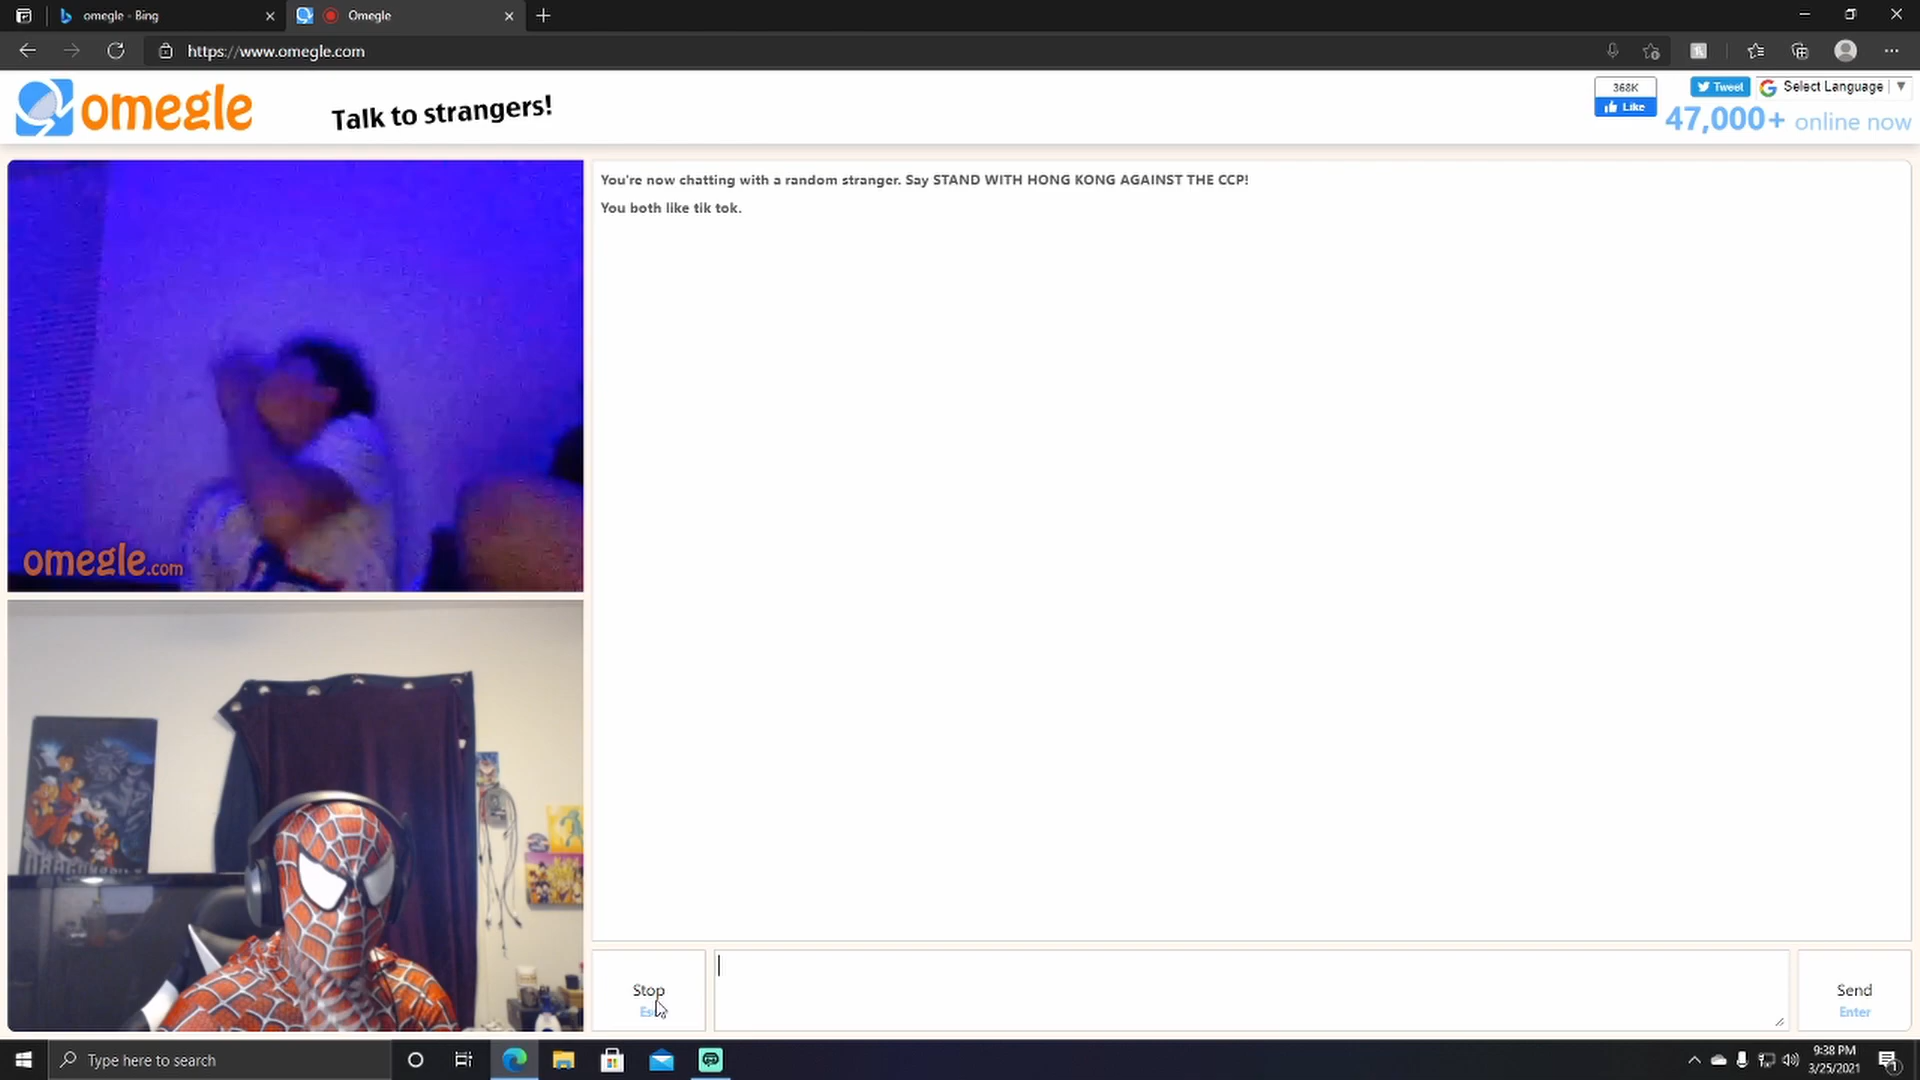 omegle - Bing
Omegle
https://www.omegle.com
omegle
Talk to strangers!
368K
Like
Tweet
Select Language
47,000+ online now
You're now chatting with a random stranger. Say STAND WITH HONG KONG AGAINST THE CCP!
You both like tik tok.
omegle.com
Stop
Send
Enter
Type here to search
9:38 PM
3/25/2021
1